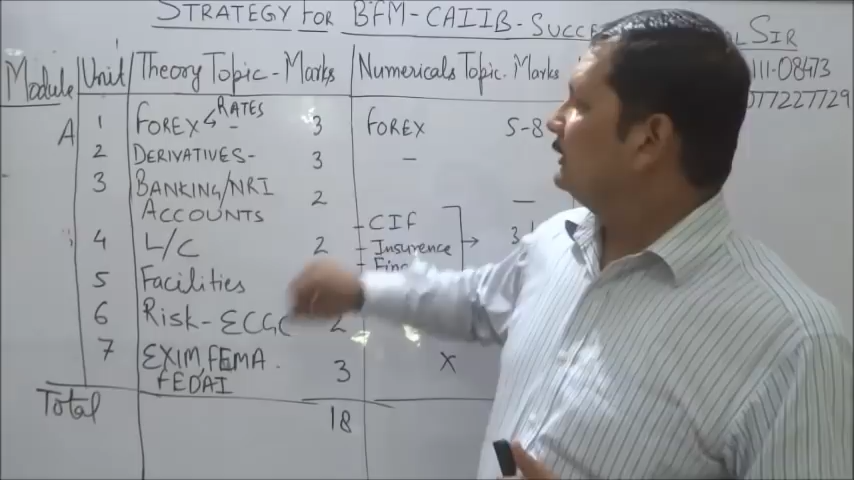 STRATEGY FOR BFM-CAIIB-SUCCE SIR
111-08473
077227729
Module Unit Theory Topic - Marks Numericals Topic. Marks
A 1 FOREX RATES - 3 FOREX 5-8
2 DERIVATIVES- 3 -
3 BANKING/NRI 2 -
ACCOUNTS
4 L/C 2 - CIF
- Insurence
- Fin 3
5 Facilities
6 Risk-ECGC 2
7 EXIM, FEMA 3 X
FEDAI
Total 18